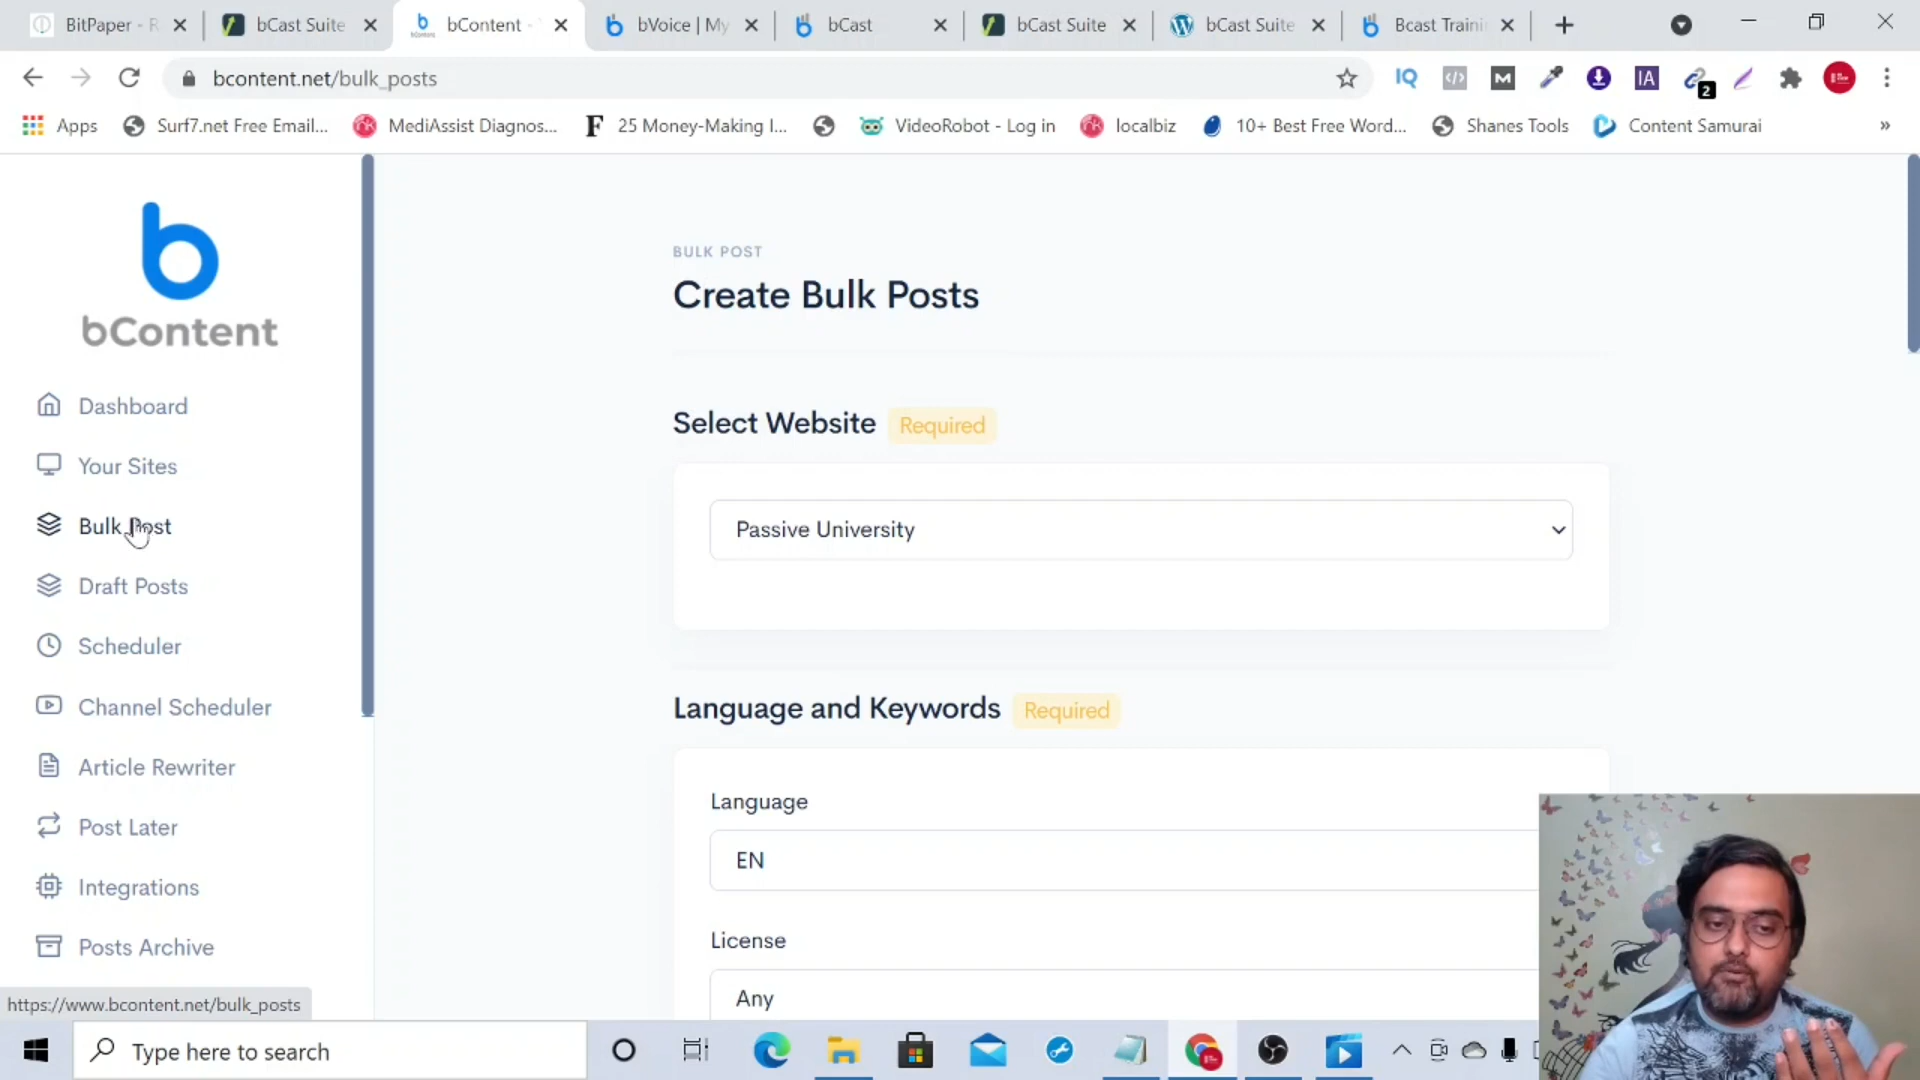 BitPaper - R
bCast Suite
bContent -
bVoice | My
bCast
bCast Suite
bCast Suite
Bcast Traini
bcontent.net/bulk_posts
IQ
M
IA
2
Apps
Surf7.net Free Email...
MediAssist Diagnos...
25 Money-Making I...
VideoRobot - Log in
localbiz
10+ Best Free Word...
Shanes Tools
Content Samurai
»
bContent
Dashboard
Your Sites
Bulk Post
Draft Posts
Scheduler
Channel Scheduler
Article Rewriter
Post Later
Integrations
Posts Archive
https://www.bcontent.net/bulk_posts
BULK POST
Create Bulk Posts
Select Website Required
Passive University
Language and Keywords Required
Language
EN
License
Any
Type here to search